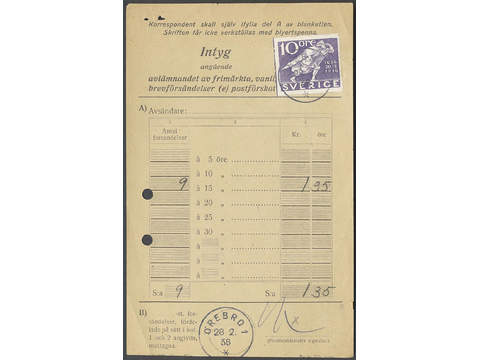 Korrespondent skall själv ifylla del A av blanketten.
Skriften får icke verkställas med blyertspenna.
Intyg
angående
avlämnandet av frimärkta, vanli
brevförsändelser (ej postförskot
10 ÖRE
SVERIGE
A) Avsändare:
Antal försändelser
Kr. öre
à 5 öre
à 10 „
9 à 15 „ 1 35
à 20 „
à 25 „
à 30 „
à „
à „
S:a 9 S:a 1 35
B)
ÖREBRO 1
28 2.
38